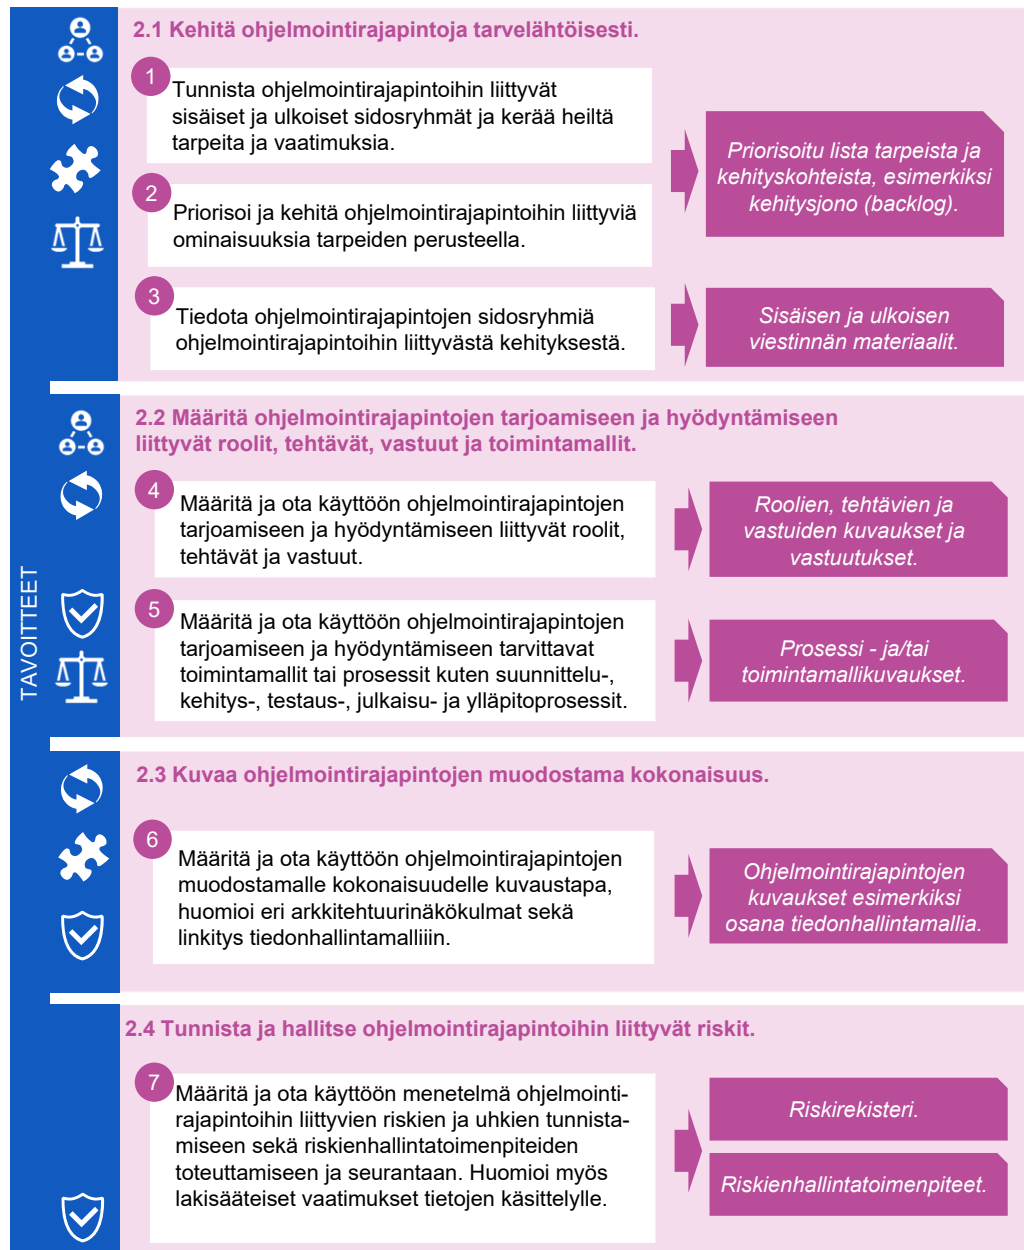 TAVOITTEET
2.1 Kehitä ohjelmointirajapintoja tarvelähtöisesti.
1
Tunnista ohjelmointirajapintoihin liittyvät
sisäiset ja ulkoiset sidosryhmät ja kerää heiltä
tarpeita ja vaatimuksia.
2
Priorisoi ja kehitä ohjelmointirajapintoihin liittyviä
ominaisuuksia tarpeiden perusteella.
Priorisoitu lista tarpeista ja
kehityskohteista, esimerkiksi
kehitysjono (backlog).
3
Tiedota ohjelmointirajapintojen sidosryhmiä
ohjelmointirajapintoihin liittyvästä kehityksestä.
Sisäisen ja ulkoisen
viestinnän materiaalit.
2.2 Määritä ohjelmointirajapintojen tarjoamiseen ja hyödyntämiseen
liittyvät roolit, tehtävät, vastuut ja toimintamallit.
4
Määritä ja ota käyttöön ohjelmointirajapintojen
tarjoamiseen ja hyödyntämiseen liittyvät roolit,
tehtävät ja vastuut.
Roolien, tehtävien ja
vastuiden kuvaukset ja
vastuutukset.
5
Määritä ja ota käyttöön ohjelmointirajapintojen
tarjoamiseen ja hyödyntämiseen tarvittavat
toimintamallit tai prosessit kuten suunnittelu-,
kehitys-, testaus-, julkaisu- ja ylläpitoprosessit.
Prosessi - ja/tai
toimintamallikuvaukset.
2.3 Kuvaa ohjelmointirajapintojen muodostama kokonaisuus.
6
Määritä ja ota käyttöön ohjelmointirajapintojen
muodostamalle kokonaisuudelle kuvaustapa,
huomioi eri arkkitehtuurinäkökulmat sekä
linkitys tiedonhallintamalliiin.
Ohjelmointirajapintojen
kuvaukset esimerkiksi
osana tiedonhallintamallia.
2.4 Tunnista ja hallitse ohjelmointirajapintoihin liittyvät riskit.
7
Määritä ja ota käyttöön menetelmä ohjelmointi-
rajapintoihin liittyvien riskien ja uhkien tunnista-
miseen sekä riskienhallintatoimenpiteiden
toteuttamiseen ja seurantaan. Huomioi myös
lakisääteiset vaatimukset tietojen käsittelylle.
Riskirekisteri.
Riskienhallintatoimenpiteet.